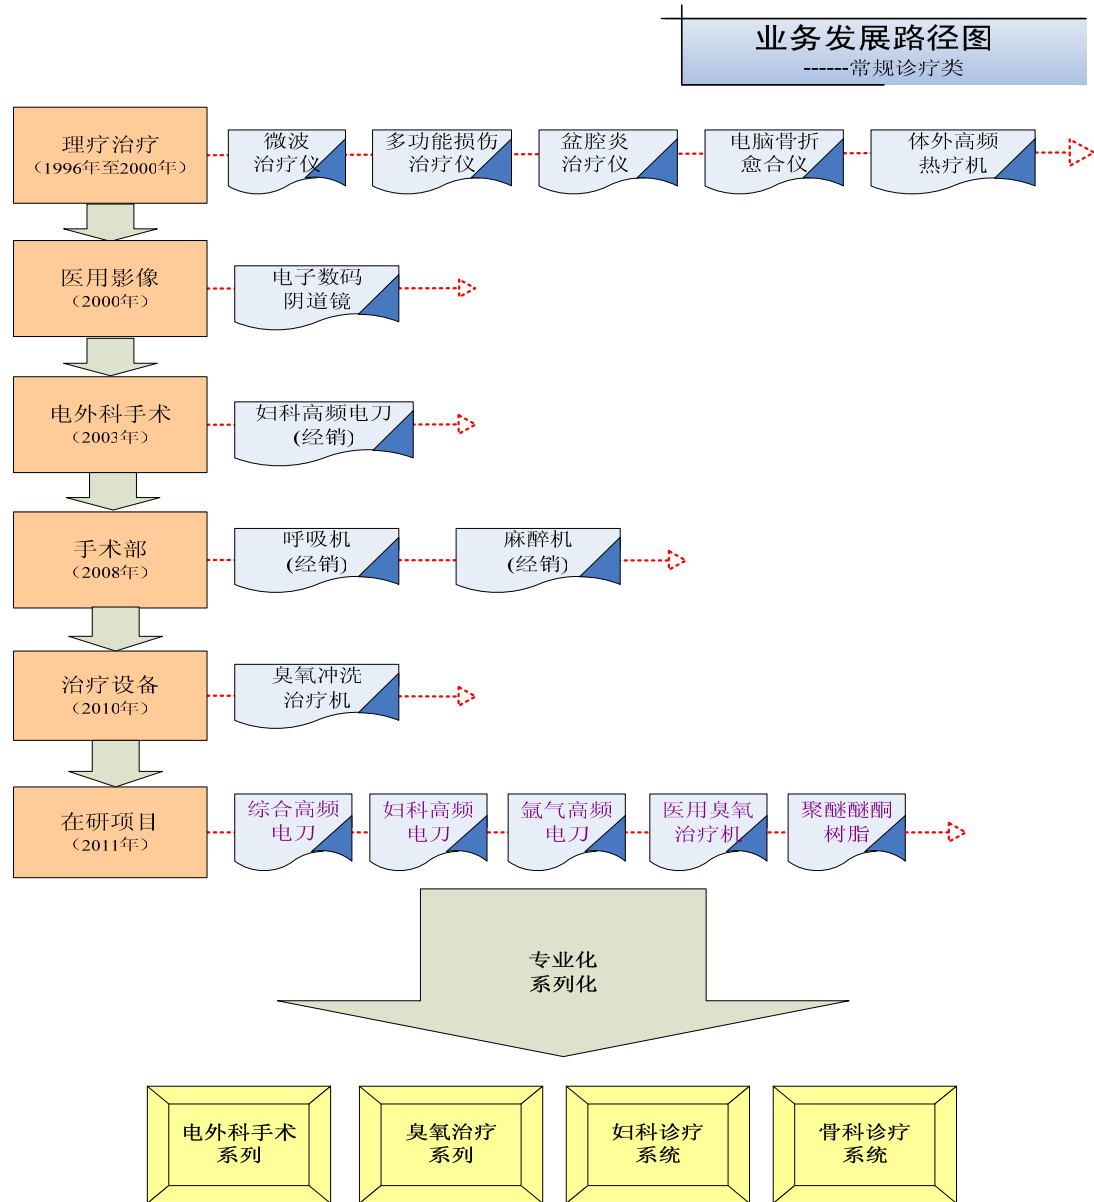 业务发展路径图
------常规诊疗类
理疗治疗
（1996年至2000年）
微波
治疗仪
多功能损伤
治疗仪
盆腔炎
治疗仪
电脑骨折
愈合仪
体外高频
热疗机
医用影像
（2000年）
电子数码
阴道镜
电外科手术
（2003年）
妇科高频电刀
(经销)
手术部
（2008年）
呼吸机
(经销)
麻醉机
(经销)
治疗设备
（2010年）
臭氧冲洗
治疗机
在研项目
（2011年）
综合高频
电刀
妇科高频
电刀
氩气高频
电刀
医用臭氧
治疗机
聚醚醚酮
树脂
专业化
系列化
电外科手术
系列
臭氧治疗
系列
妇科诊疗
系统
骨科诊疗
系统